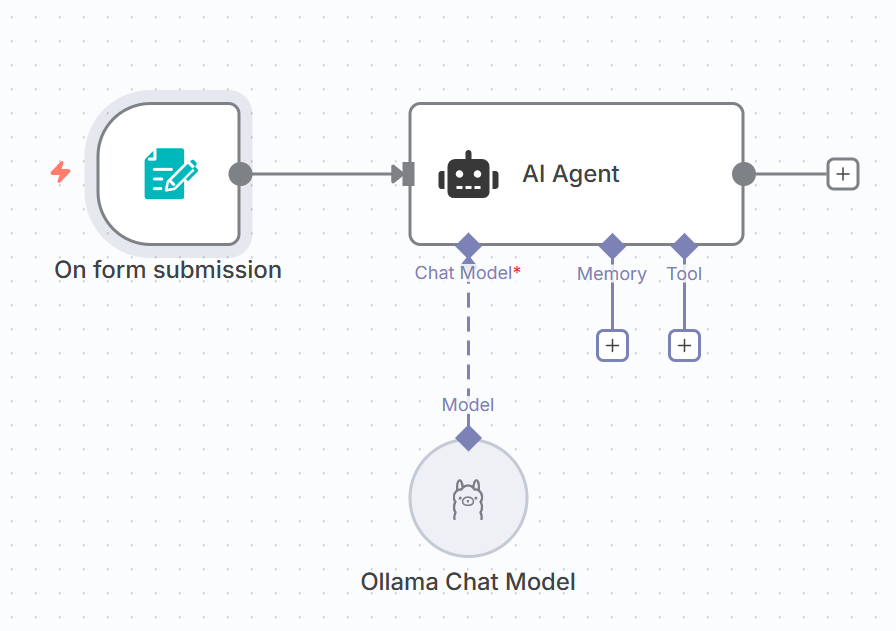 AI Agent
On form submission
Chat Model*
Memory
Tool
Model
Ollama Chat Model